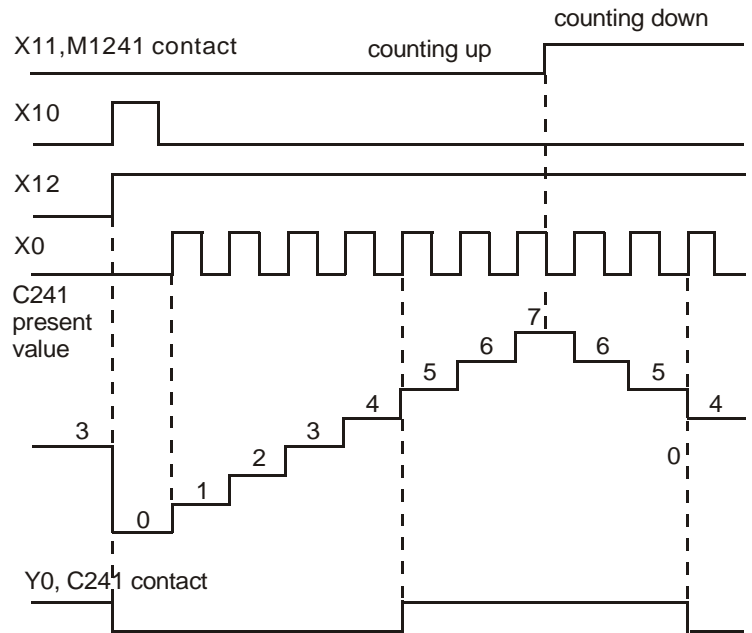 counting down
X11,M1241 contact
counting up
X10
X12
X0
C241
present
value
7
6
6
5
5
4
4
3
3
2
1
0
0
Y0, C241 contact